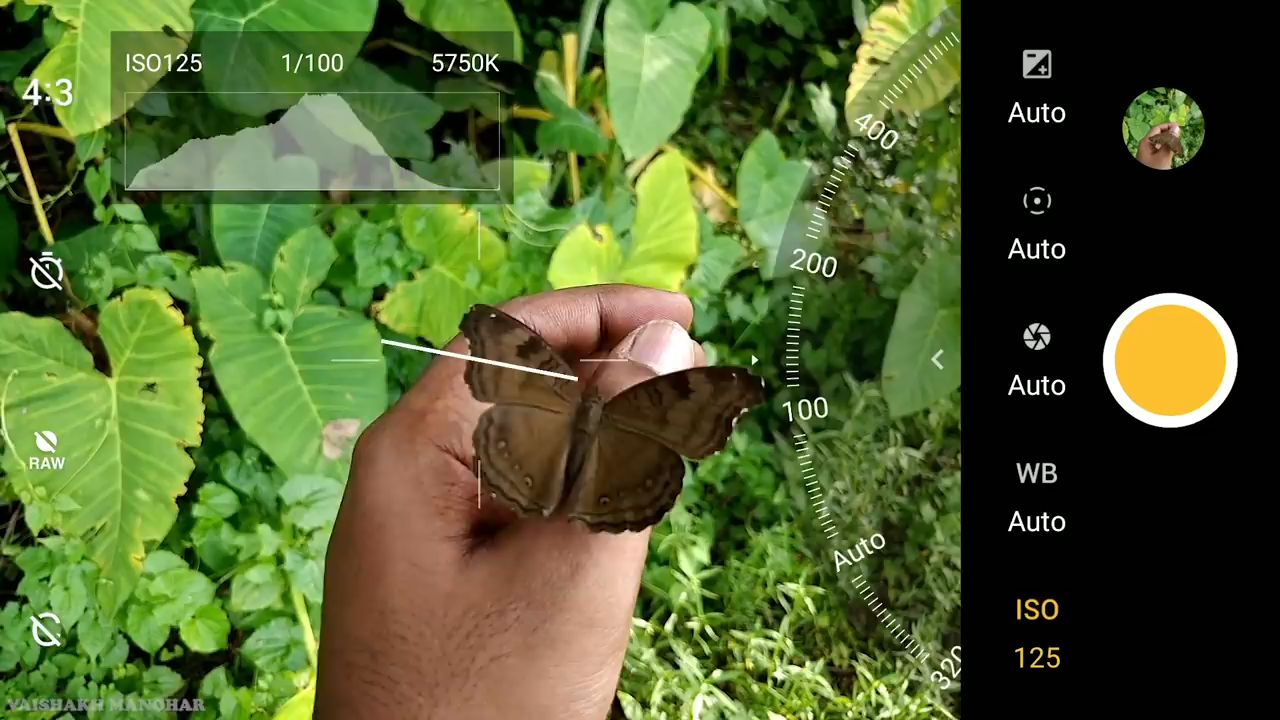 ISO125 1/100 5750K
4:3
RAW
400
200
100
Auto
320
Auto
Auto
Auto
WB
Auto
ISO
125
VAISHAKH MANOHAR